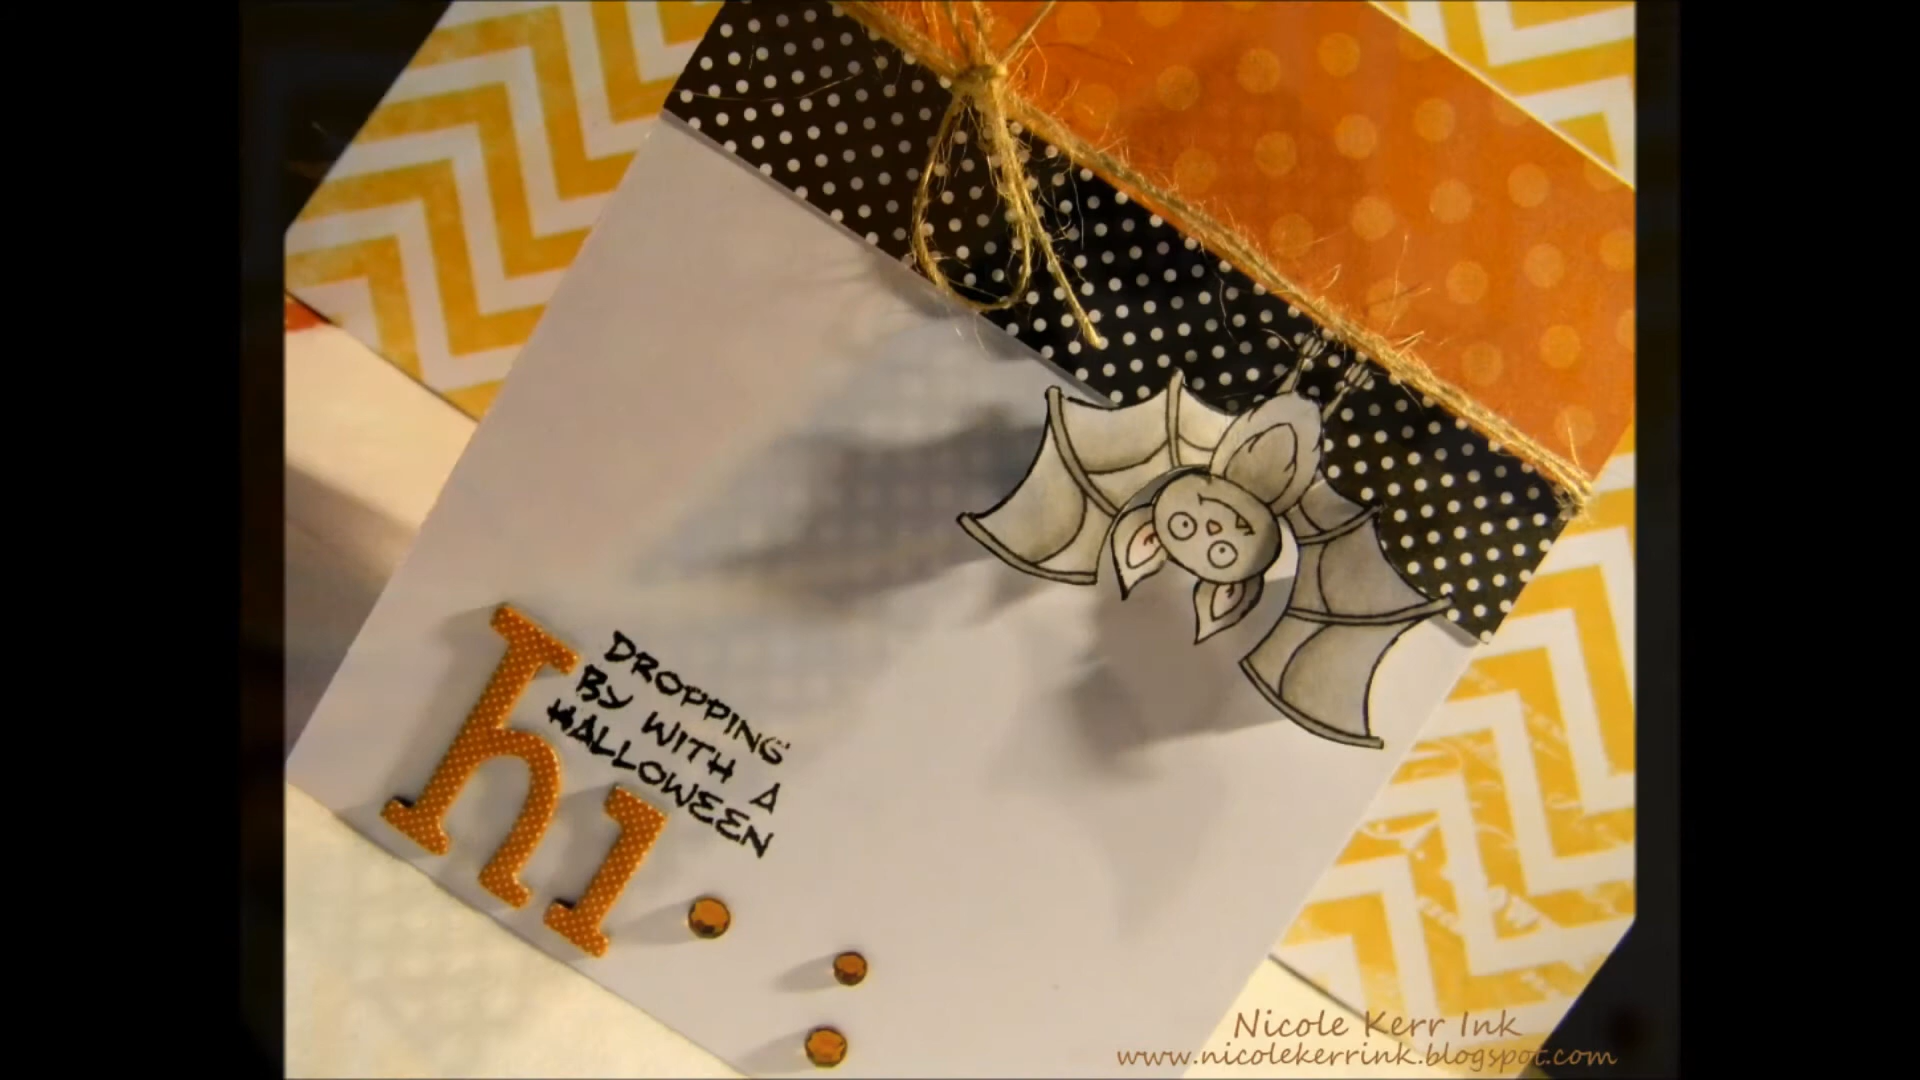 DROPPING
BY WITH A
HALLOWEEN
hi
Nicole Kerr Ink
www.nicolekerrink.blogspot.com